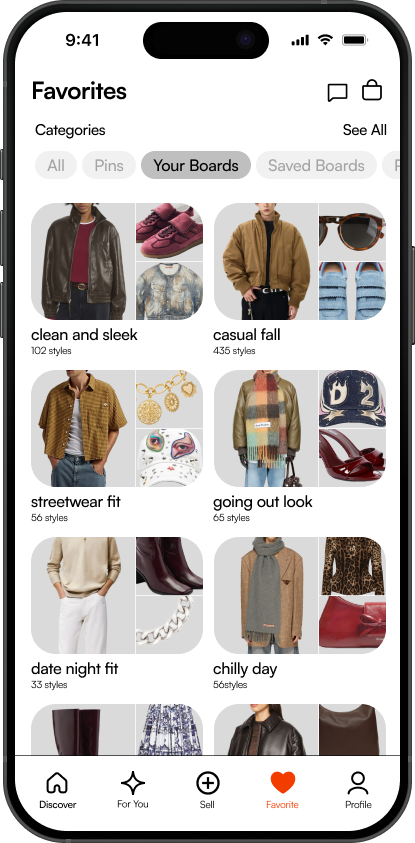 9:41
Favorites
Categories See All
All Pins Your Boards Saved Boards
clean and sleek casual fall
102 styles 435 styles
D 2
streetwear fit going out look
56 styles 65 styles
date night fit chilly day
33 styles 56styles
Discover For You Sell Favorite Profile